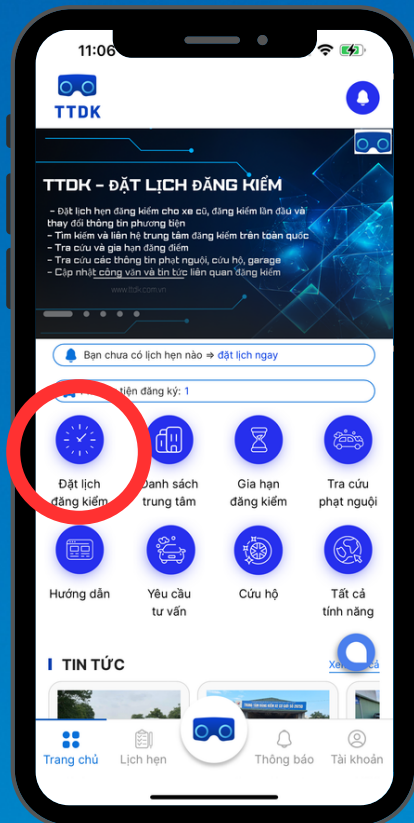 11:06
TTDK
TTDK - ĐẶT LỊCH ĐĂNG KIỂM
- Đặt lịch hẹn đăng kiểm cho xe cũ, đăng kiểm lần đầu và
thay đổi thông tin phương tiện
- Tìm kiếm và liên hệ trung tâm đăng kiểm trên toàn quốc
- Tra cứu và gia hạn đăng điểm
- Tra cứu các thông tin phạt nguội, cứu hộ, garage
- Cập nhật công văn và tin tức liên quan đăng kiểm
www.ttdk.com.vn
Bạn chưa có lịch hẹn nào ⇒ đặt lịch ngay
tiện đăng ký: 1
Đặt lịch
đăng kiểm
Danh sách
trung tâm
Gia hạn
đăng kiểm
Tra cứu
phạt nguội
Hướng dẫn
Yêu cầu
tư vấn
Cứu hộ
Tất cả
tính năng
TIN TỨC
Trang chủ
Lịch hẹn
Thông báo
Tài khoản